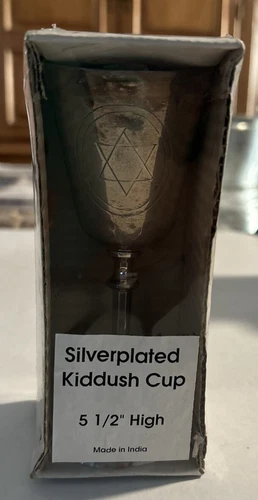 Silverplated
Kiddush Cup
5 1/2" High
Made in India